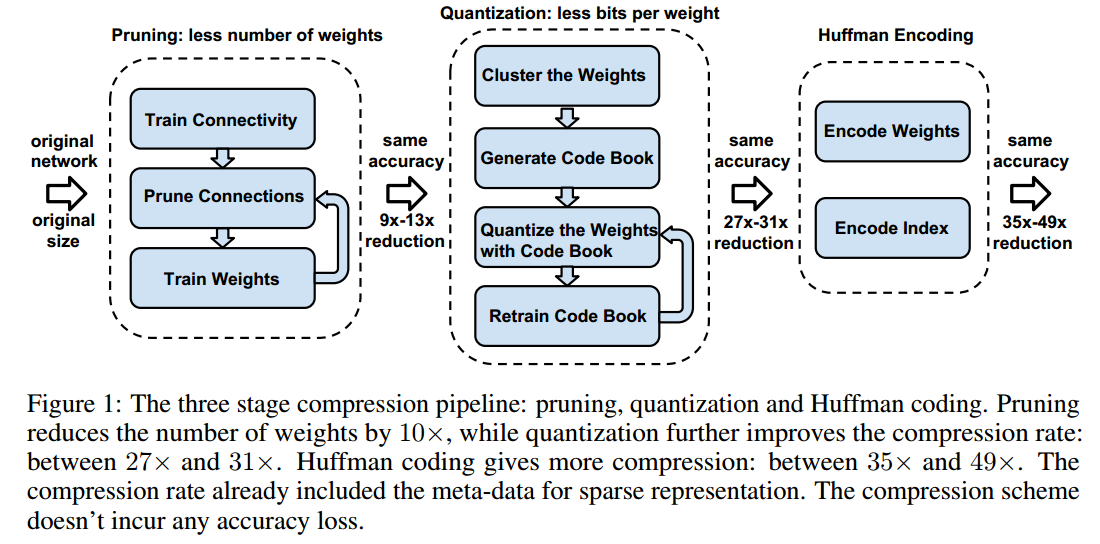 Pruning: less number of weights
Train Connectivity
Prune Connections
Train Weights
original
network
original
size
same
accuracy
9x-13x
reduction
Quantization: less bits per weight
Cluster the Weights
Generate Code Book
Quantize the Weights
with Code Book
Retrain Code Book
same
accuracy
27x-31x
reduction
Huffman Encoding
Encode Weights
Encode Index
same
accuracy
35x-49x
reduction
Figure 1: The three stage compression pipeline: pruning, quantization and Huffman coding. Pruning
reduces the number of weights by 10×, while quantization further improves the compression rate:
between 27× and 31×. Huffman coding gives more compression: between 35× and 49×. The
compression rate already included the meta-data for sparse representation. The compression scheme
doesn't incur any accuracy loss.